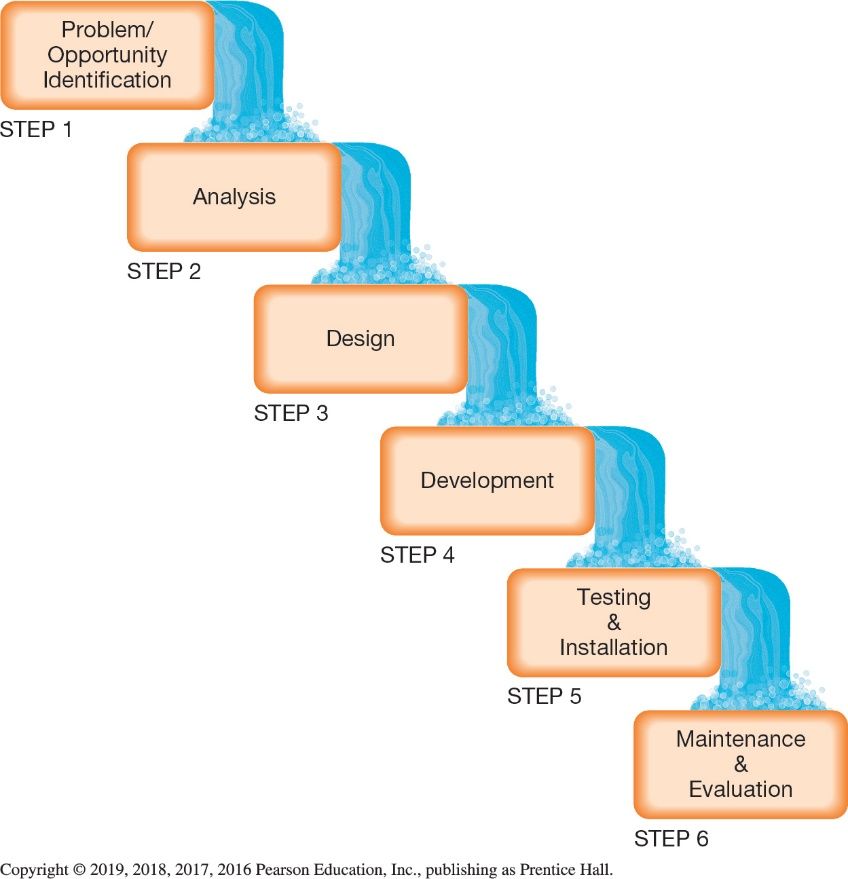 Problem/
Opportunity
Identification
STEP 1
Analysis
STEP 2
Design
STEP 3
Development
STEP 4
Testing
&
Installation
STEP 5
Maintenance
&
Evaluation
STEP 6
Copyright © 2019, 2018, 2017, 2016 Pearson Education, Inc., publishing as Prentice Hall.